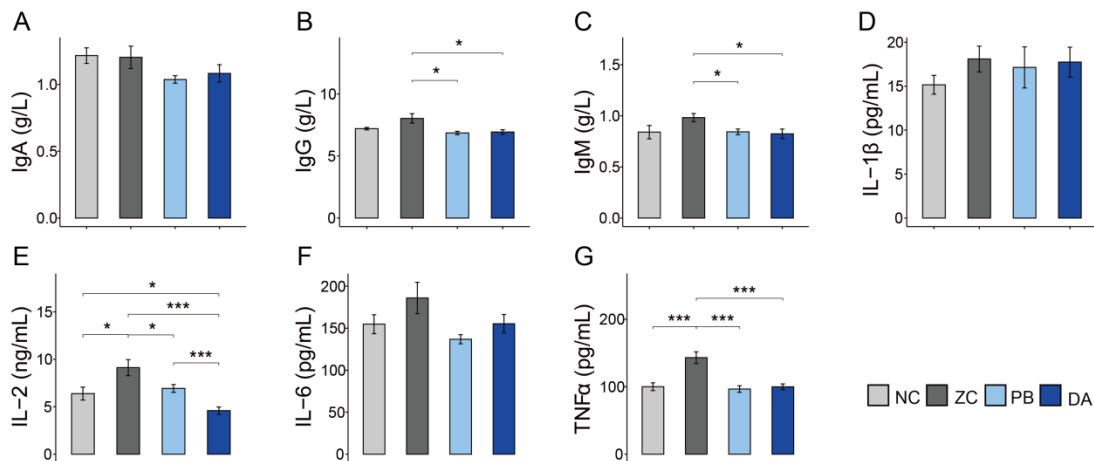 A
IgA (g/L)
1.0
1.0
0.0
B
IgG (g/L)
10
5
0
*
*
C
IgM (g/L)
1.5
1.0
0.5
0.0
*
*
D
IL−1β (pg/mL)
20
15
10
5
0
E
IL−2 (ng/mL)
15
10
5
0
*
***
*
*
***
F
IL−6 (pg/mL)
200
150
100
50
0
G
TNFα (pg/mL)
200
100
0
***
***
***
NC ZC PB DA